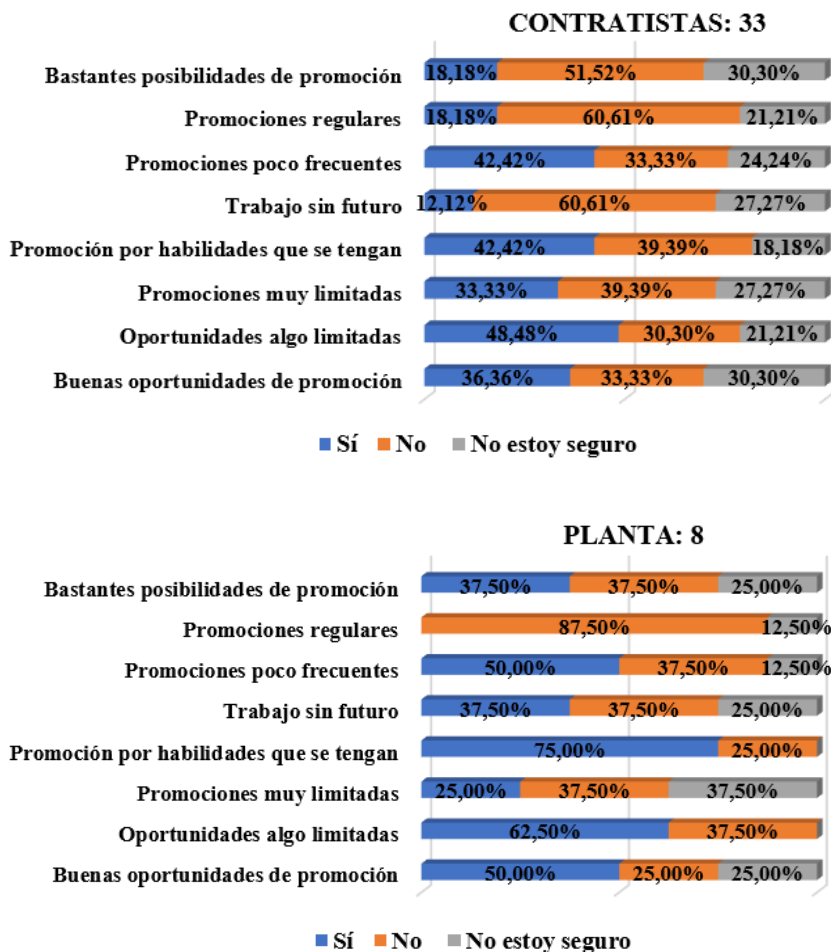 CONTRATISTAS: 33
Bastantes posibilidades de promoción 18,18% 51,52% 30,30%
Promociones regulares 18,18% 60,61% 21,21%
Promociones poco frecuentes 42,42% 33,33% 24,24%
Trabajo sin futuro 12,12% 60,61% 27,27%
Promoción por habilidades que se tengan 42,42% 39,39% 18,18%
Promociones muy limitadas 33,33% 39,39% 27,27%
Oportunidades algo limitadas 48,48% 30,30% 21,21%
Buenas oportunidades de promoción 36,36% 33,33% 30,30%
Sí No No estoy seguro
PLANTA: 8
Bastantes posibilidades de promoción 37,50% 37,50% 25,00%
Promociones regulares 87,50% 12,50%
Promociones poco frecuentes 50,00% 37,50% 12,50%
Trabajo sin futuro 37,50% 37,50% 25,00%
Promoción por habilidades que se tengan 75,00% 25,00%
Promociones muy limitadas 25,00% 37,50% 37,50%
Oportunidades algo limitadas 62,50% 37,50%
Buenas oportunidades de promoción 50,00% 25,00% 25,00%
Sí No No estoy seguro